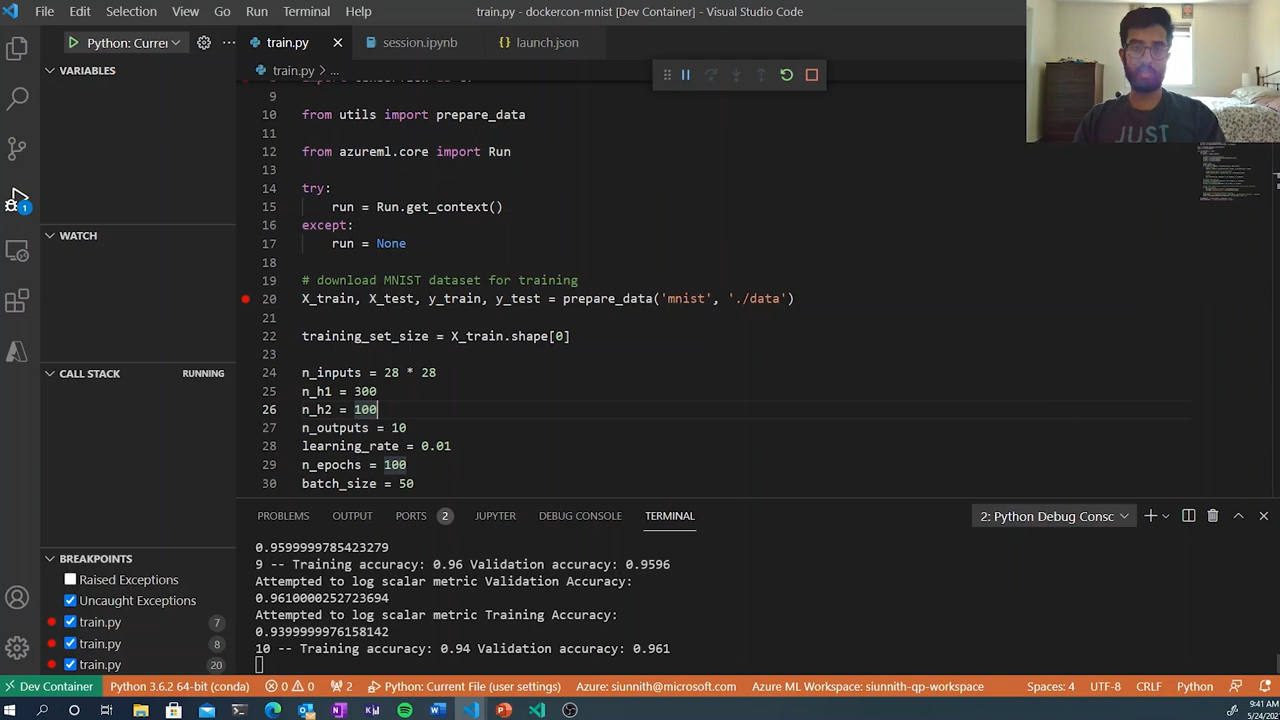 File Edit Selection View Go Run Terminal Help
train.py - dockercon-mnist [Dev Container] - Visual Studio Code
Python: Currer
train.py
session.ipynb
launch.json
VARIABLES
train.py > ...
9
10 from utils import prepare_data
11
12 from azureml.core import Run
13
14 try:
15 run = Run.get_context()
16 except:
17 run = None
18
19 # download MNIST dataset for training
20 X_train, X_test, y_train, y_test = prepare_data('mnist', './data')
21
22 training_set_size = X_train.shape[0]
23
24 n_inputs = 28 * 28
25 n_h1 = 300
26 n_h2 = 100
27 n_outputs = 10
28 learning_rate = 0.01
29 n_epochs = 100
30 batch_size = 50
JUST
1
WATCH
CALL STACK RUNNING
BREAKPOINTS
Raised Exceptions
Uncaught Exceptions
train.py 7
train.py 8
train.py 20
PROBLEMS OUTPUT PORTS 2 JUPYTER DEBUG CONSOLE TERMINAL
2: Python Debug Consc
0.9599999785423279
9 -- Training accuracy: 0.96 Validation accuracy: 0.9596
Attempted to log scalar metric Validation Accuracy:
0.9610000252723694
Attempted to log scalar metric Training Accuracy:
0.9399999976158142
10 -- Training accuracy: 0.94 Validation accuracy: 0.961
Dev Container Python 3.6.2 64-bit (conda) 0 0 2 Python: Current File (user settings) Azure: siunnith@microsoft.com Azure ML Workspace: siunnith-qp-workspace Spaces: 4 UTF-8 CRLF Python
9:41 AM